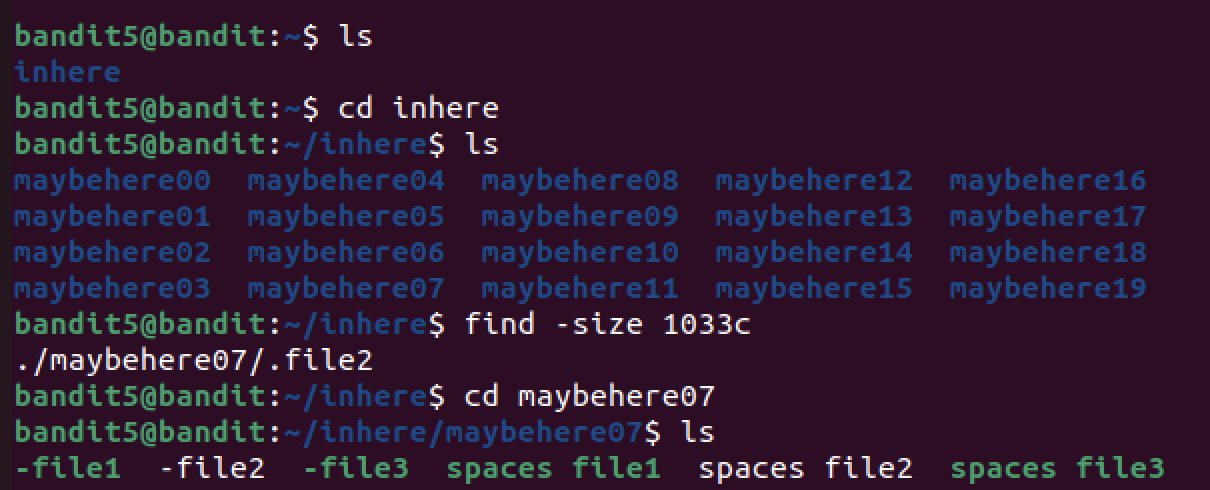 bandit5@bandit:~$ ls
inhere
bandit5@bandit:~$ cd inhere
bandit5@bandit:~/inhere$ ls
maybehere00  maybehere04  maybehere08  maybehere12  maybehere16
maybehere01  maybehere05  maybehere09  maybehere13  maybehere17
maybehere02  maybehere06  maybehere10  maybehere14  maybehere18
maybehere03  maybehere07  maybehere11  maybehere15  maybehere19
bandit5@bandit:~/inhere$ find -size 1033c
./maybehere07/.file2
bandit5@bandit:~/inhere$ cd maybehere07
bandit5@bandit:~/inhere/maybehere07$ ls
-file1  -file2  -file3  spaces file1  spaces file2  spaces file3